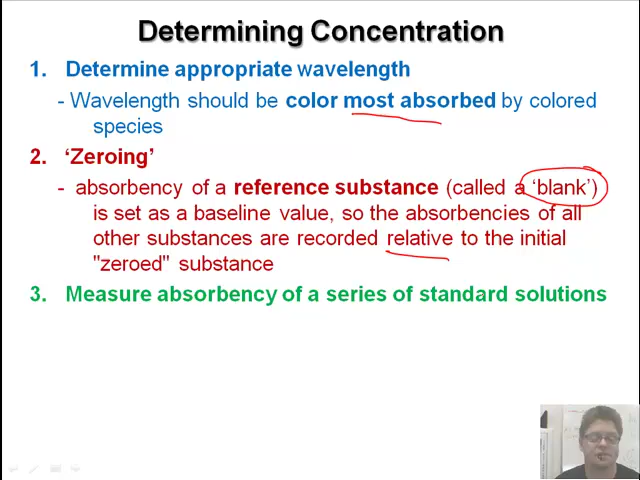 Determining Concentration
1. Determine appropriate wavelength
- Wavelength should be color most absorbed by colored
species
2. ‘Zeroing’
- absorbency of a reference substance (called a ‘blank’)
is set as a baseline value, so the absorbencies of all
other substances are recorded relative to the initial
"zeroed" substance
3. Measure absorbency of a series of standard solutions